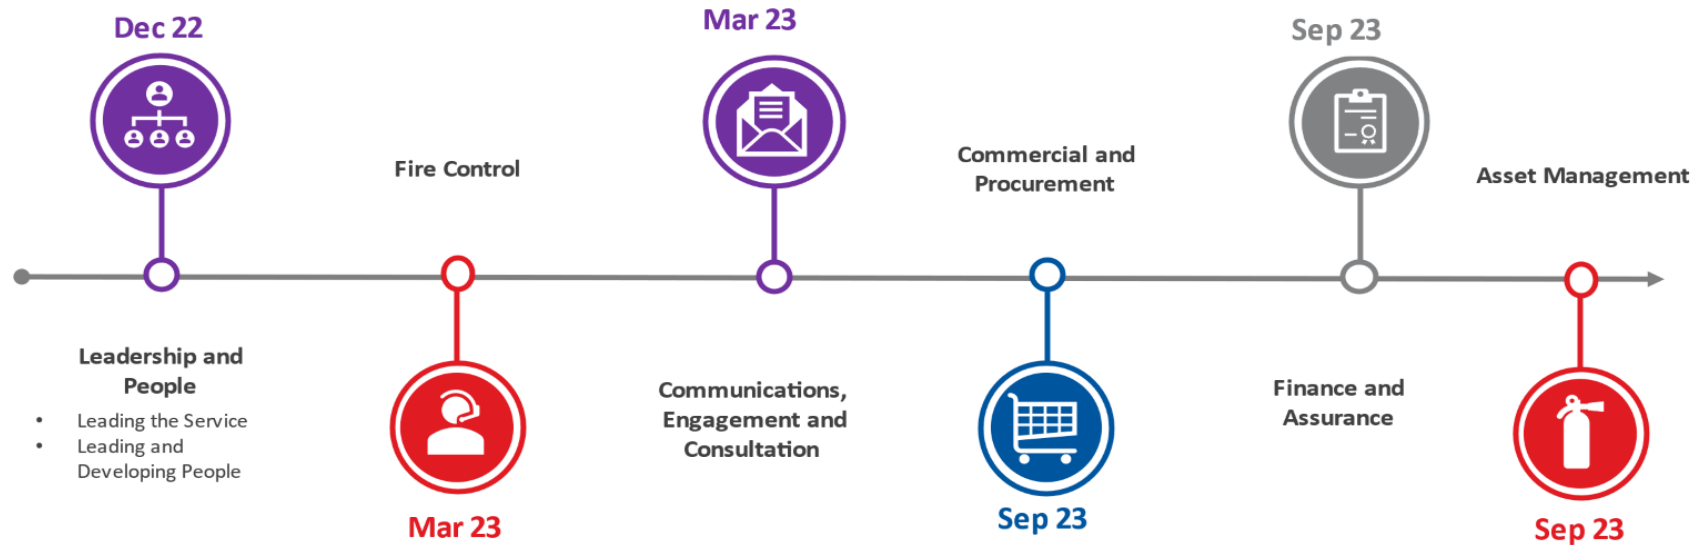 Dec 22
Leadership and
People
• Leading the Service
• Leading and
Developing People
Fire Control
Mar 23
Mar 23
Communications,
Engagement and
Consultation
Commercial and
Procurement
Sep 23
Sep 23
Finance and
Assurance
Asset Management
Sep 23